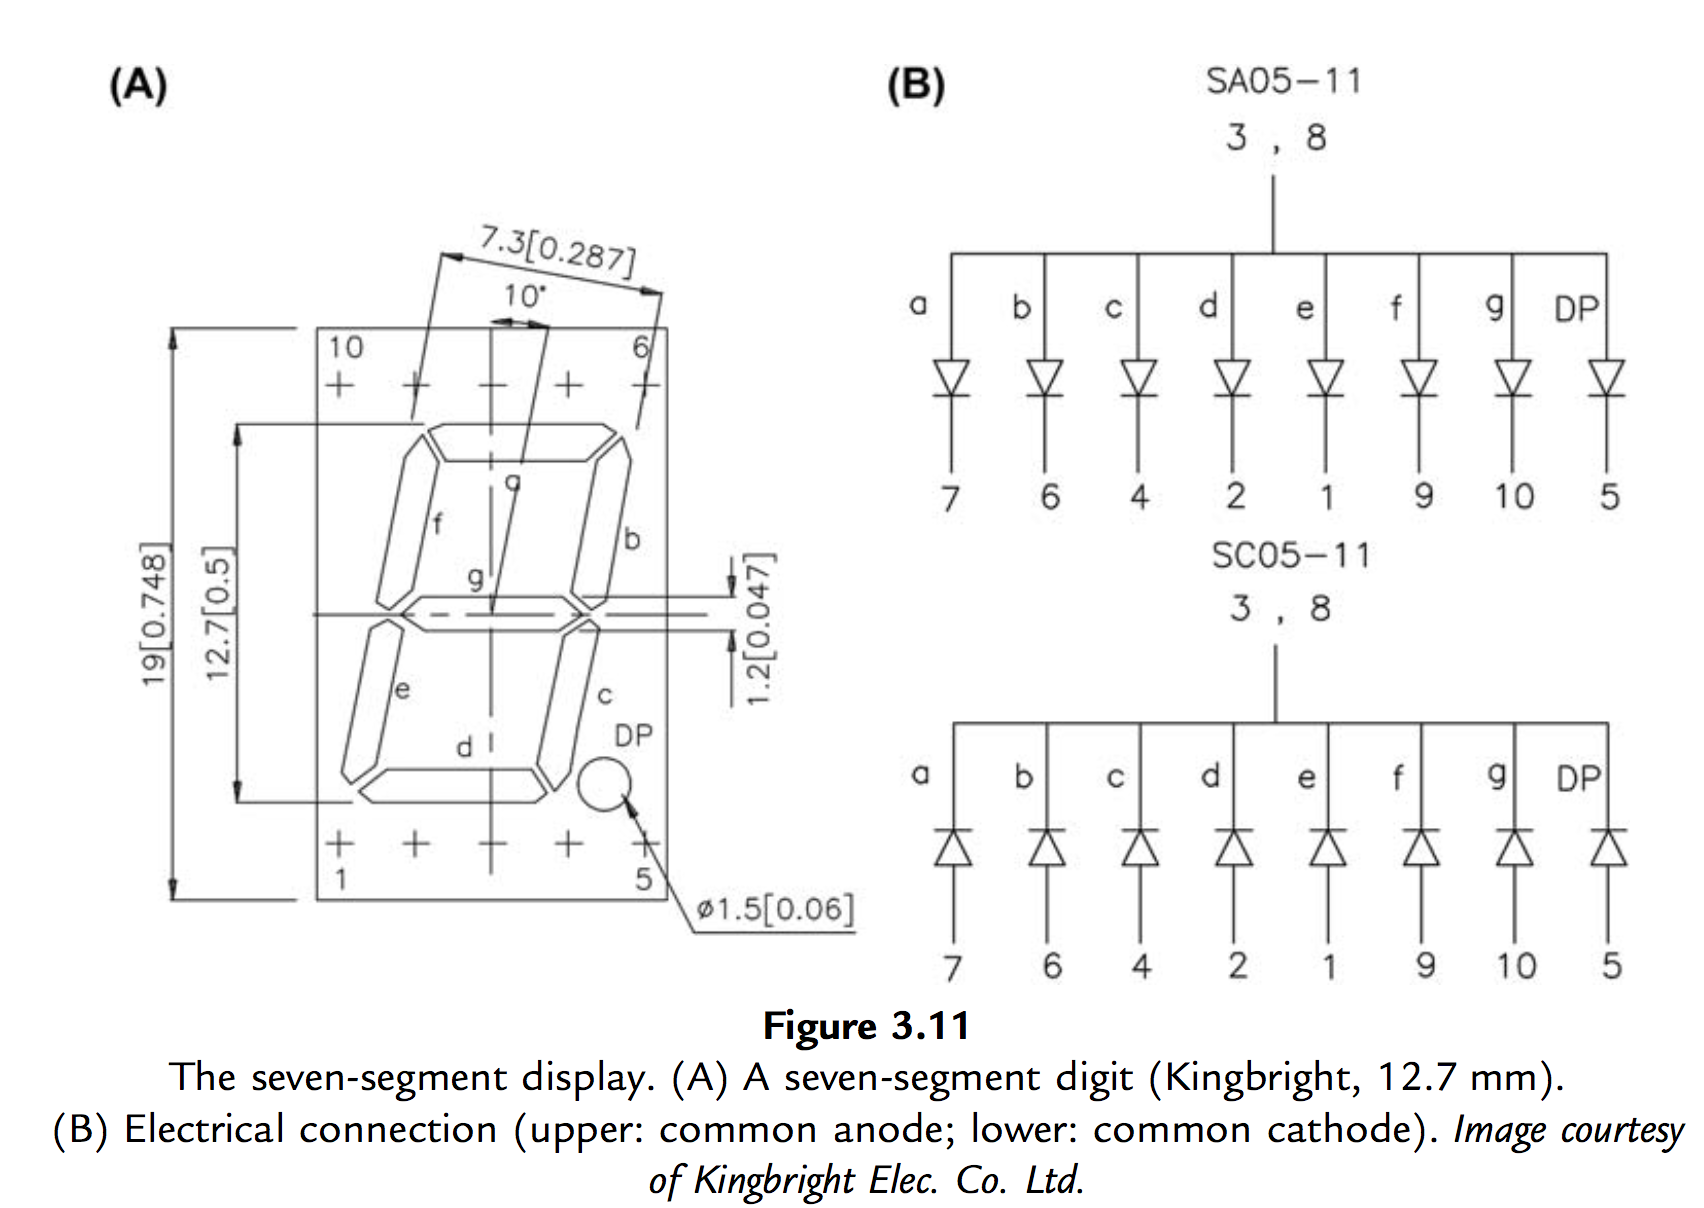 (A)
7.3[0.287]
10°
10
6
19[0.748]
12.7[0.5]
a
f
b
g
1.2[0.047]
e
c
d
DP
1
5
ø1.5[0.06]
(B)
SA05-11
3 , 8
a b c d e f g DP
7 6 4 2 1 9 10 5
SC05-11
3 , 8
a b c d e f g DP
7 6 4 2 1 9 10 5
Figure 3.11
The seven-segment display. (A) A seven-segment digit (Kingbright, 12.7 mm).
(B) Electrical connection (upper: common anode; lower: common cathode). Image courtesy
of Kingbright Elec. Co. Ltd.